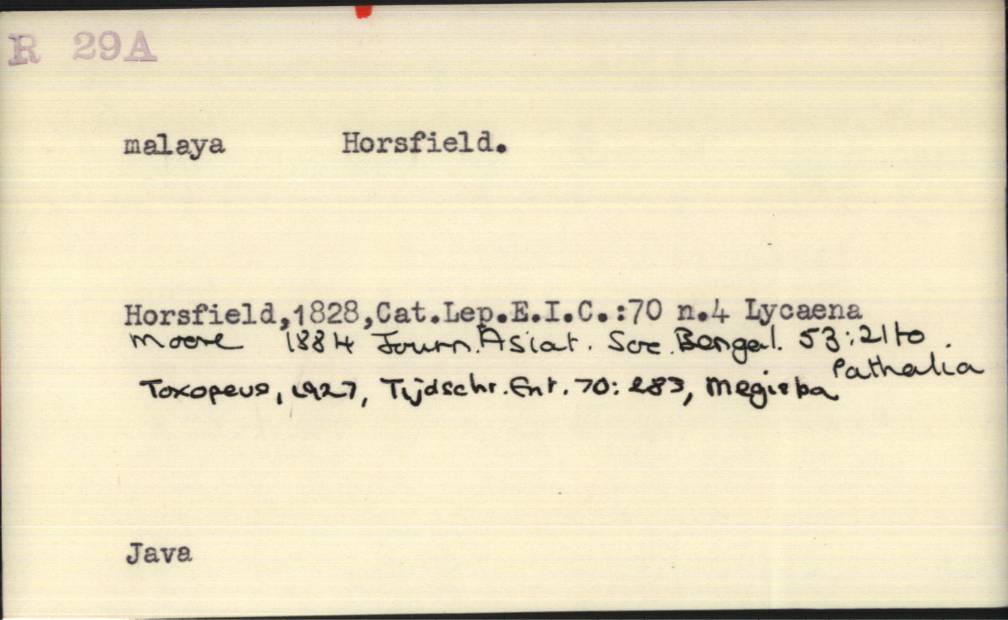 R 29A
malaya Horsfield.
Horsfield,1828,Cat.Lep.E.I.C.:70 n.4 Lycaena
Moore 1884 Journ. Asiat. Soc. Bengal. 53:21
Pathalia
Toxopeus, 1927, Tijdschr. Ent. 70: 283, Megisba
Java